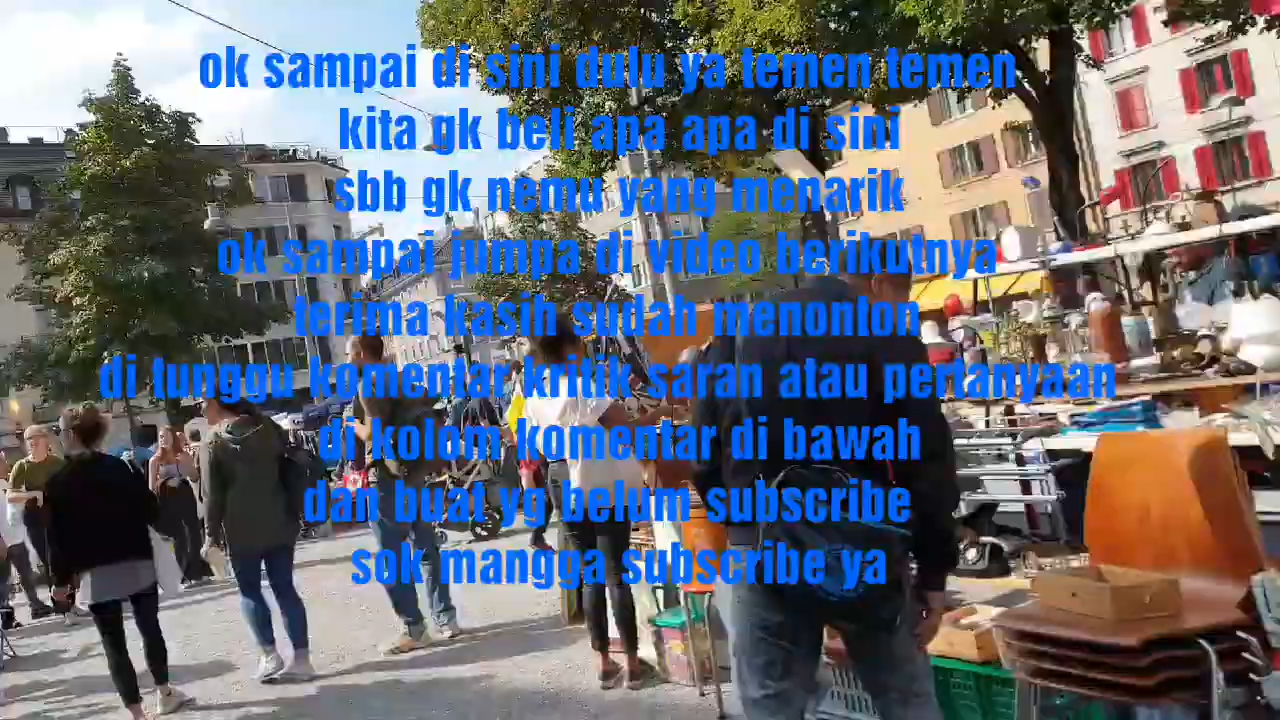 ok sampai di sini dulu ya temen temen
kita gk beli apa apa di sini
sbb gk nemu yang menarik
ok sampai jumpa di video berikutnya
terima kasih sudah menonton
di tunggu komentar kritik saran atau pertanyaan
di kolom komentar di bawah
dan buat yg belum subscribe
sok mangga subscribe ya